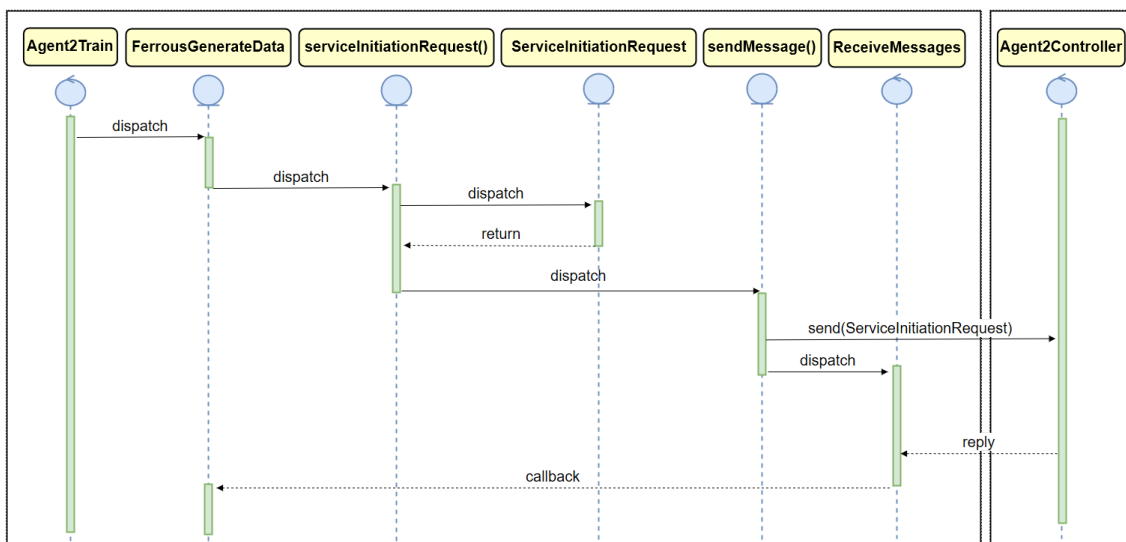 Agent2Train
FerrousGenerateData
serviceInitiationRequest()
ServiceInitiationRequest
sendMessage()
ReceiveMessages
Agent2Controller
dispatch
dispatch
dispatch
return
dispatch
send(ServiceInitiationRequest)
dispatch
reply
callback